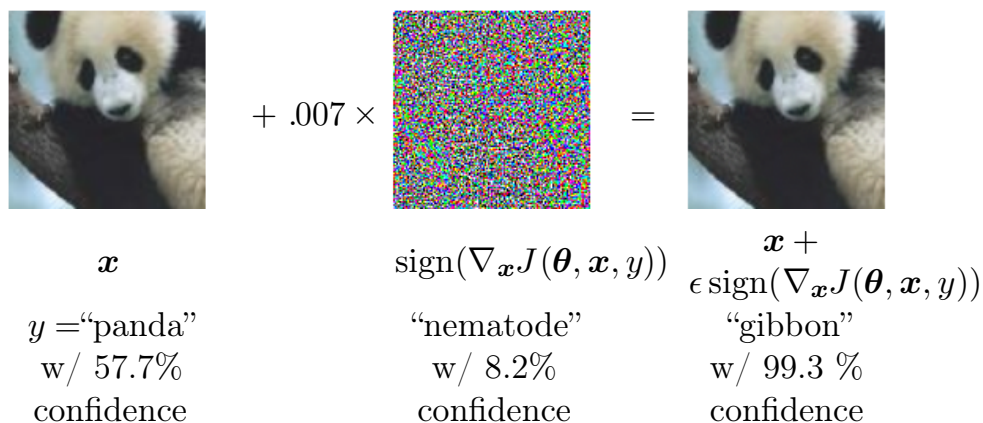 + .007 ×
=
x
sign(∇ₓJ(θ, x, y))
x +
ϵ sign(∇ₓJ(θ, x, y))
y =“panda”
w/ 57.7%
confidence
“nematode”
w/ 8.2%
confidence
“gibbon”
w/ 99.3 %
confidence